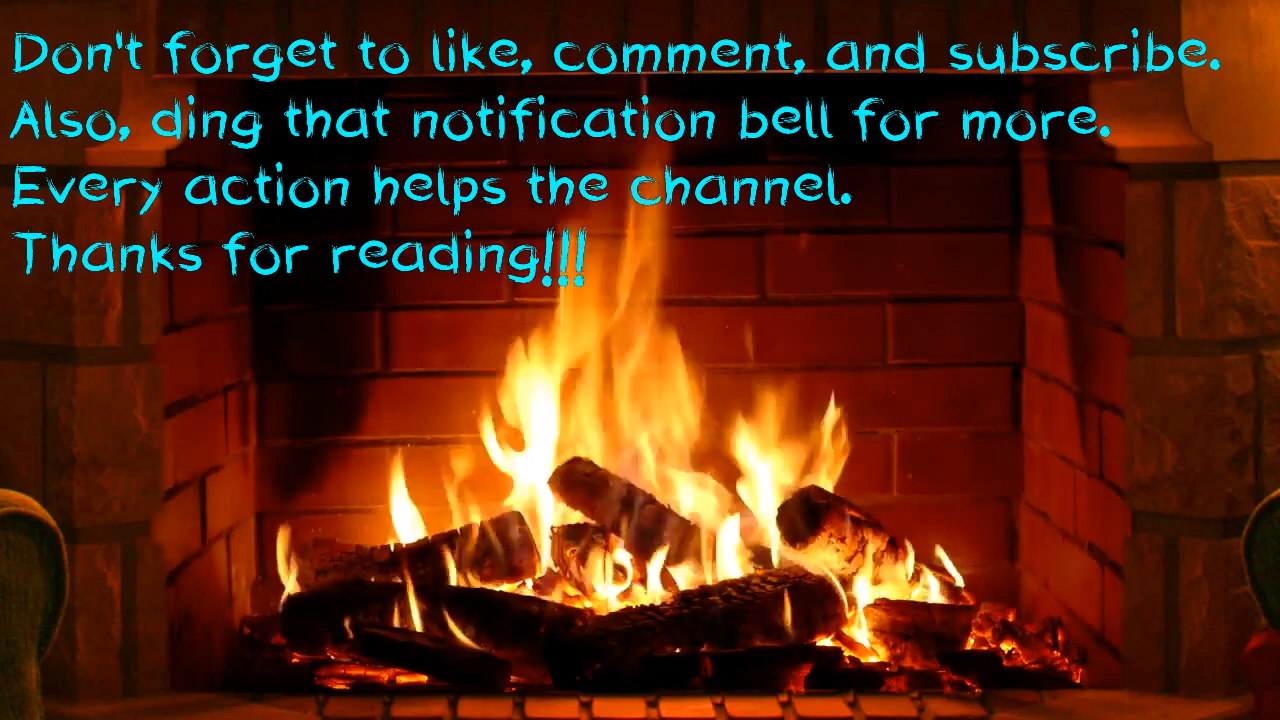 Don't forget to like, comment, and subscribe.
Also, ding that notification bell for more.
Every action helps the channel.
Thanks for reading!!!